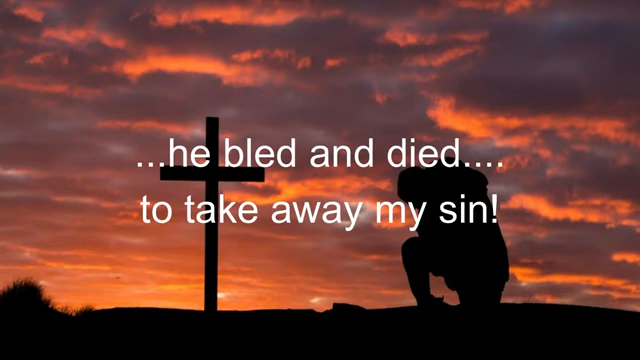 ...he bled and died....
to take away my sin!